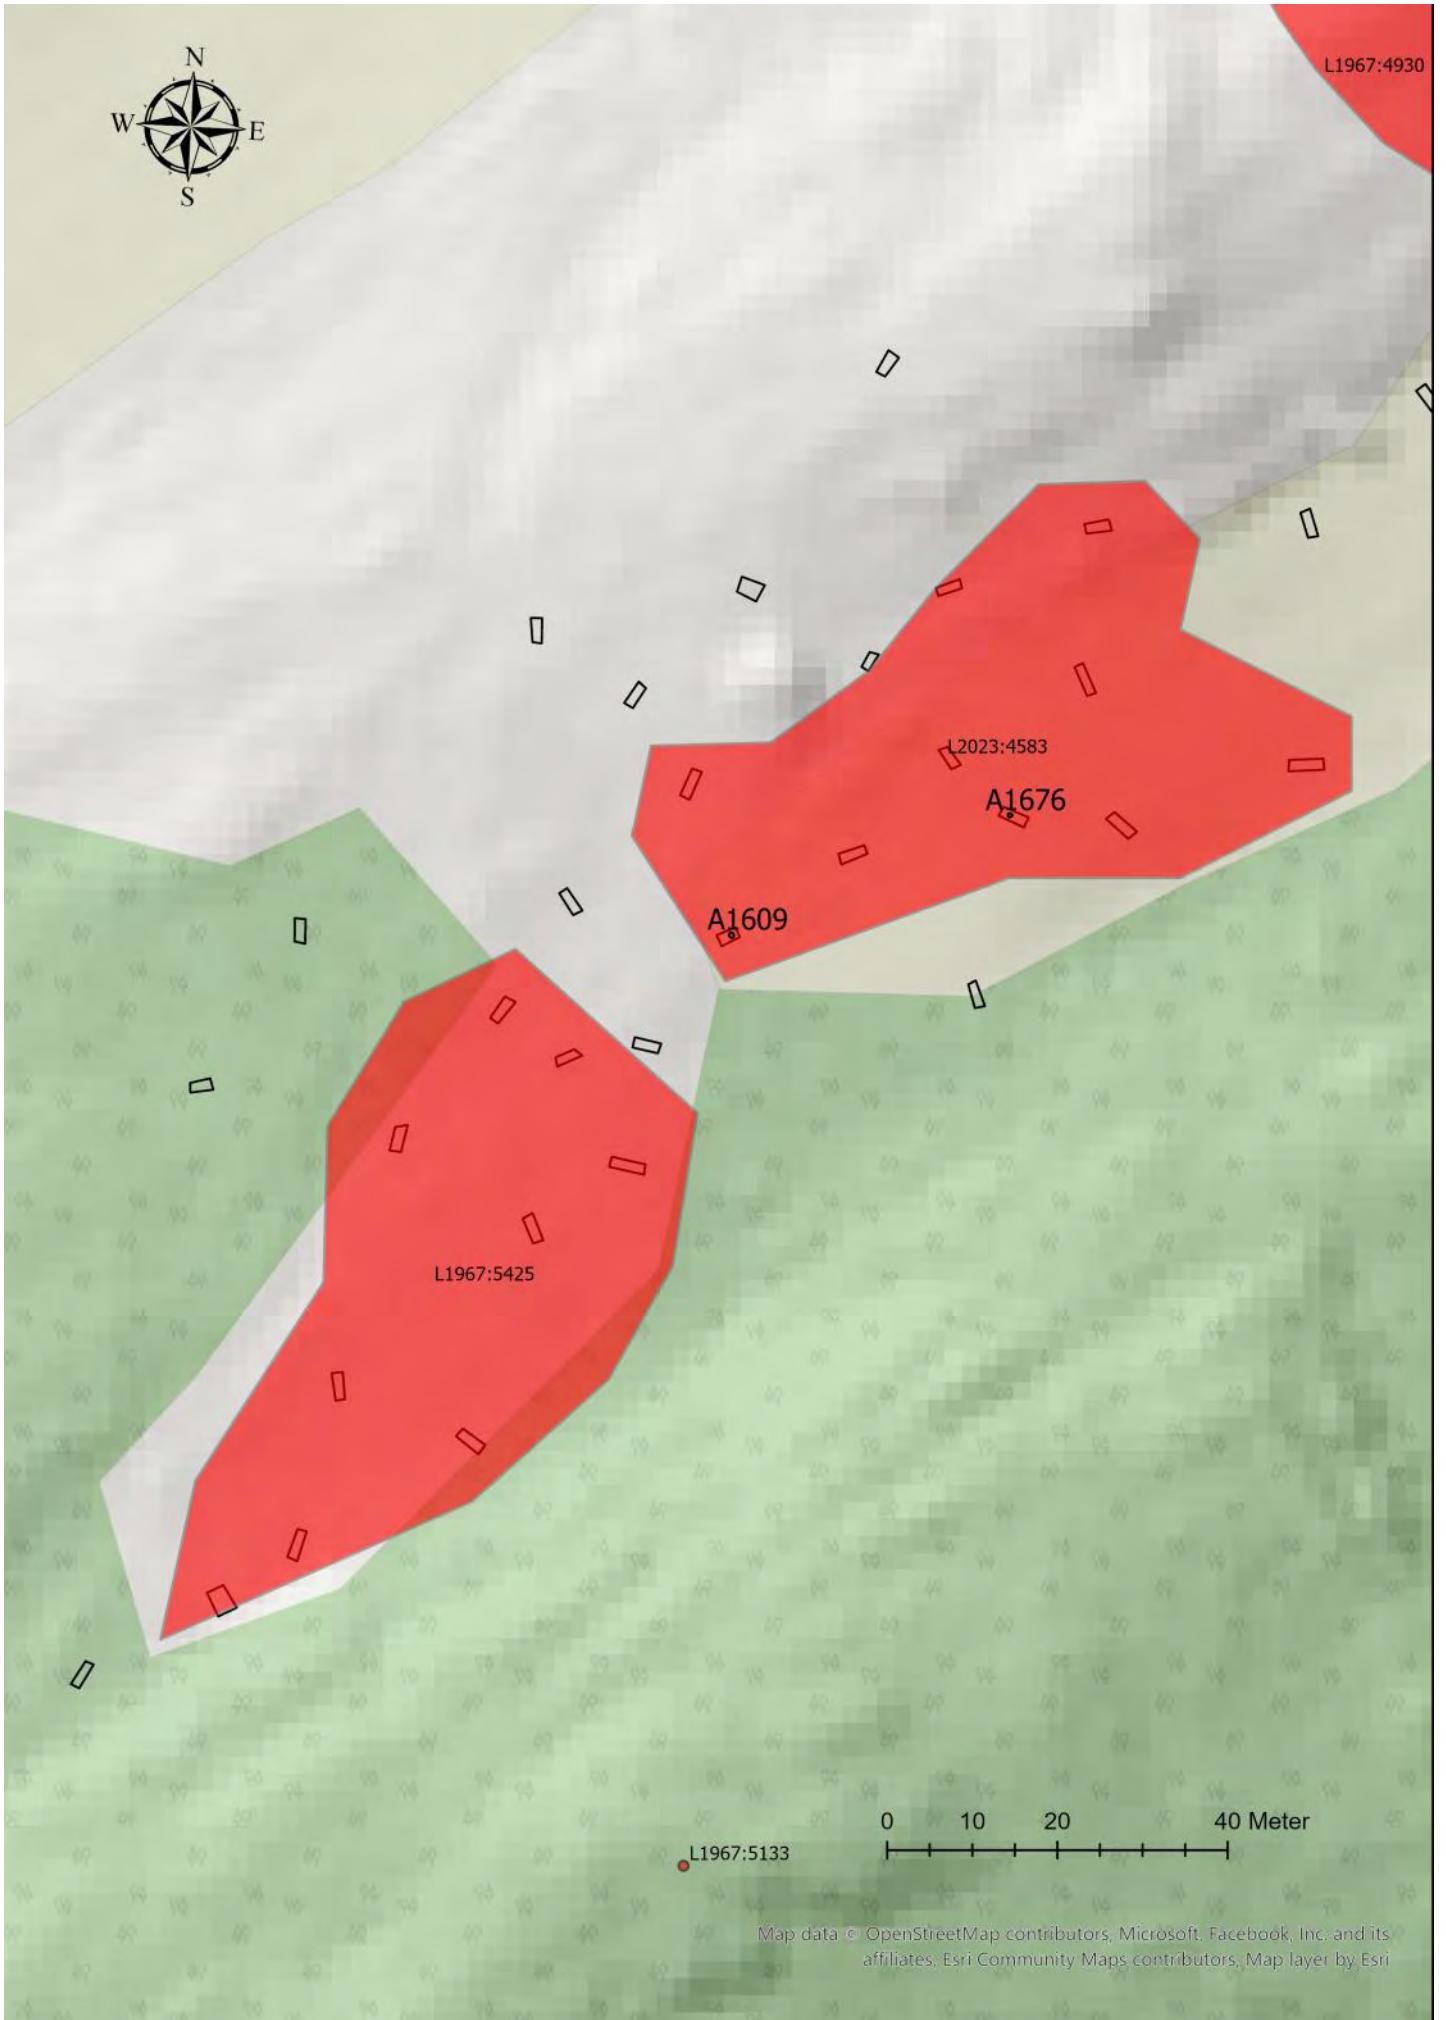 L1967:4930
N
W E
S
L2023:4583
A1676
A1609
L1967:5425
0 10 20 40 Meter
L1967:5133
Map data © OpenStreetMap contributors, Microsoft, Facebook, Inc. and its
affiliates, Esri Community Maps contributors, Map layer by Esri